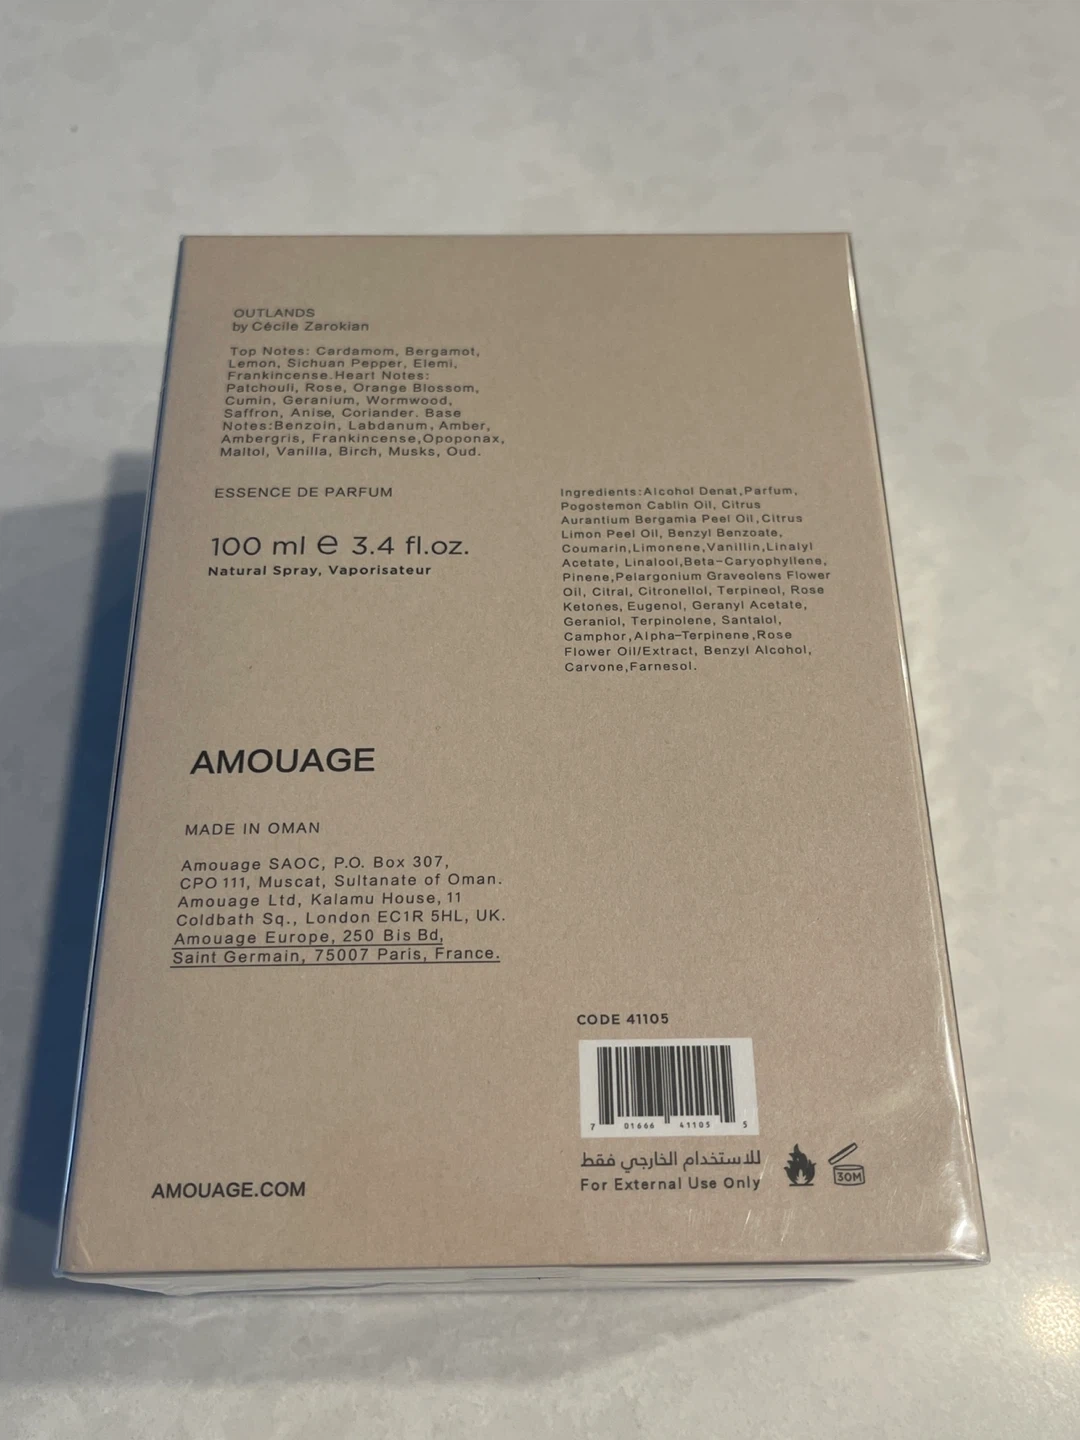 OUTLANDS
by Cécile Zarokian
Top Notes: Cardamom, Bergamot,
Lemon, Sichuan Pepper, Elemi,
Frankincense.Heart Notes:
Patchouli, Rose, Orange Blossom,
Cumin, Geranium, Wormwood,
Saffron, Anise, Coriander. Base
Notes:Benzoin, Labdanum, Amber,
Ambergris, Frankincense,Opoponax,
Maltol, Vanilla, Birch, Musks, Oud.
ESSENCE DE PARFUM
100 ml e 3.4 fl.oz.
Natural Spray, Vaporisateur
Ingredients:Alcohol Denat,Parfum,
Pogostemon Cablin Oil, Citrus
Aurantium Bergamia Peel Oil,Citrus
Limon Peel Oil, Benzyl Benzoate,
Coumarin,Limonene,Vanillin,Linalyl
Acetate, Linalool,Beta-Caryophyllene,
Pinene,Pelargonium Graveolens Flower
Oil, Citral, Citronellol, Terpineol, Rose
Ketones, Eugenol, Geranyl Acetate,
Geraniol, Terpinolene, Santalol,
Camphor,Alpha-Terpinene,Rose
Flower Oil/Extract, Benzyl Alcohol,
Carvone,Farnesol.
AMOUAGE
MADE IN OMAN
Amouage SAOC, P.O. Box 307,
CPO 111, Muscat, Sultanate of Oman.
Amouage Ltd, Kalamu House, 11
Coldbath Sq., London EC1R 5HL, UK.
Amouage Europe, 250 Bis Bd,
Saint Germain, 75007 Paris, France.
CODE 41105
7 01666 41105 5
للاستخدام الخارجي فقط
For External Use Only
30M
AMOUAGE.COM